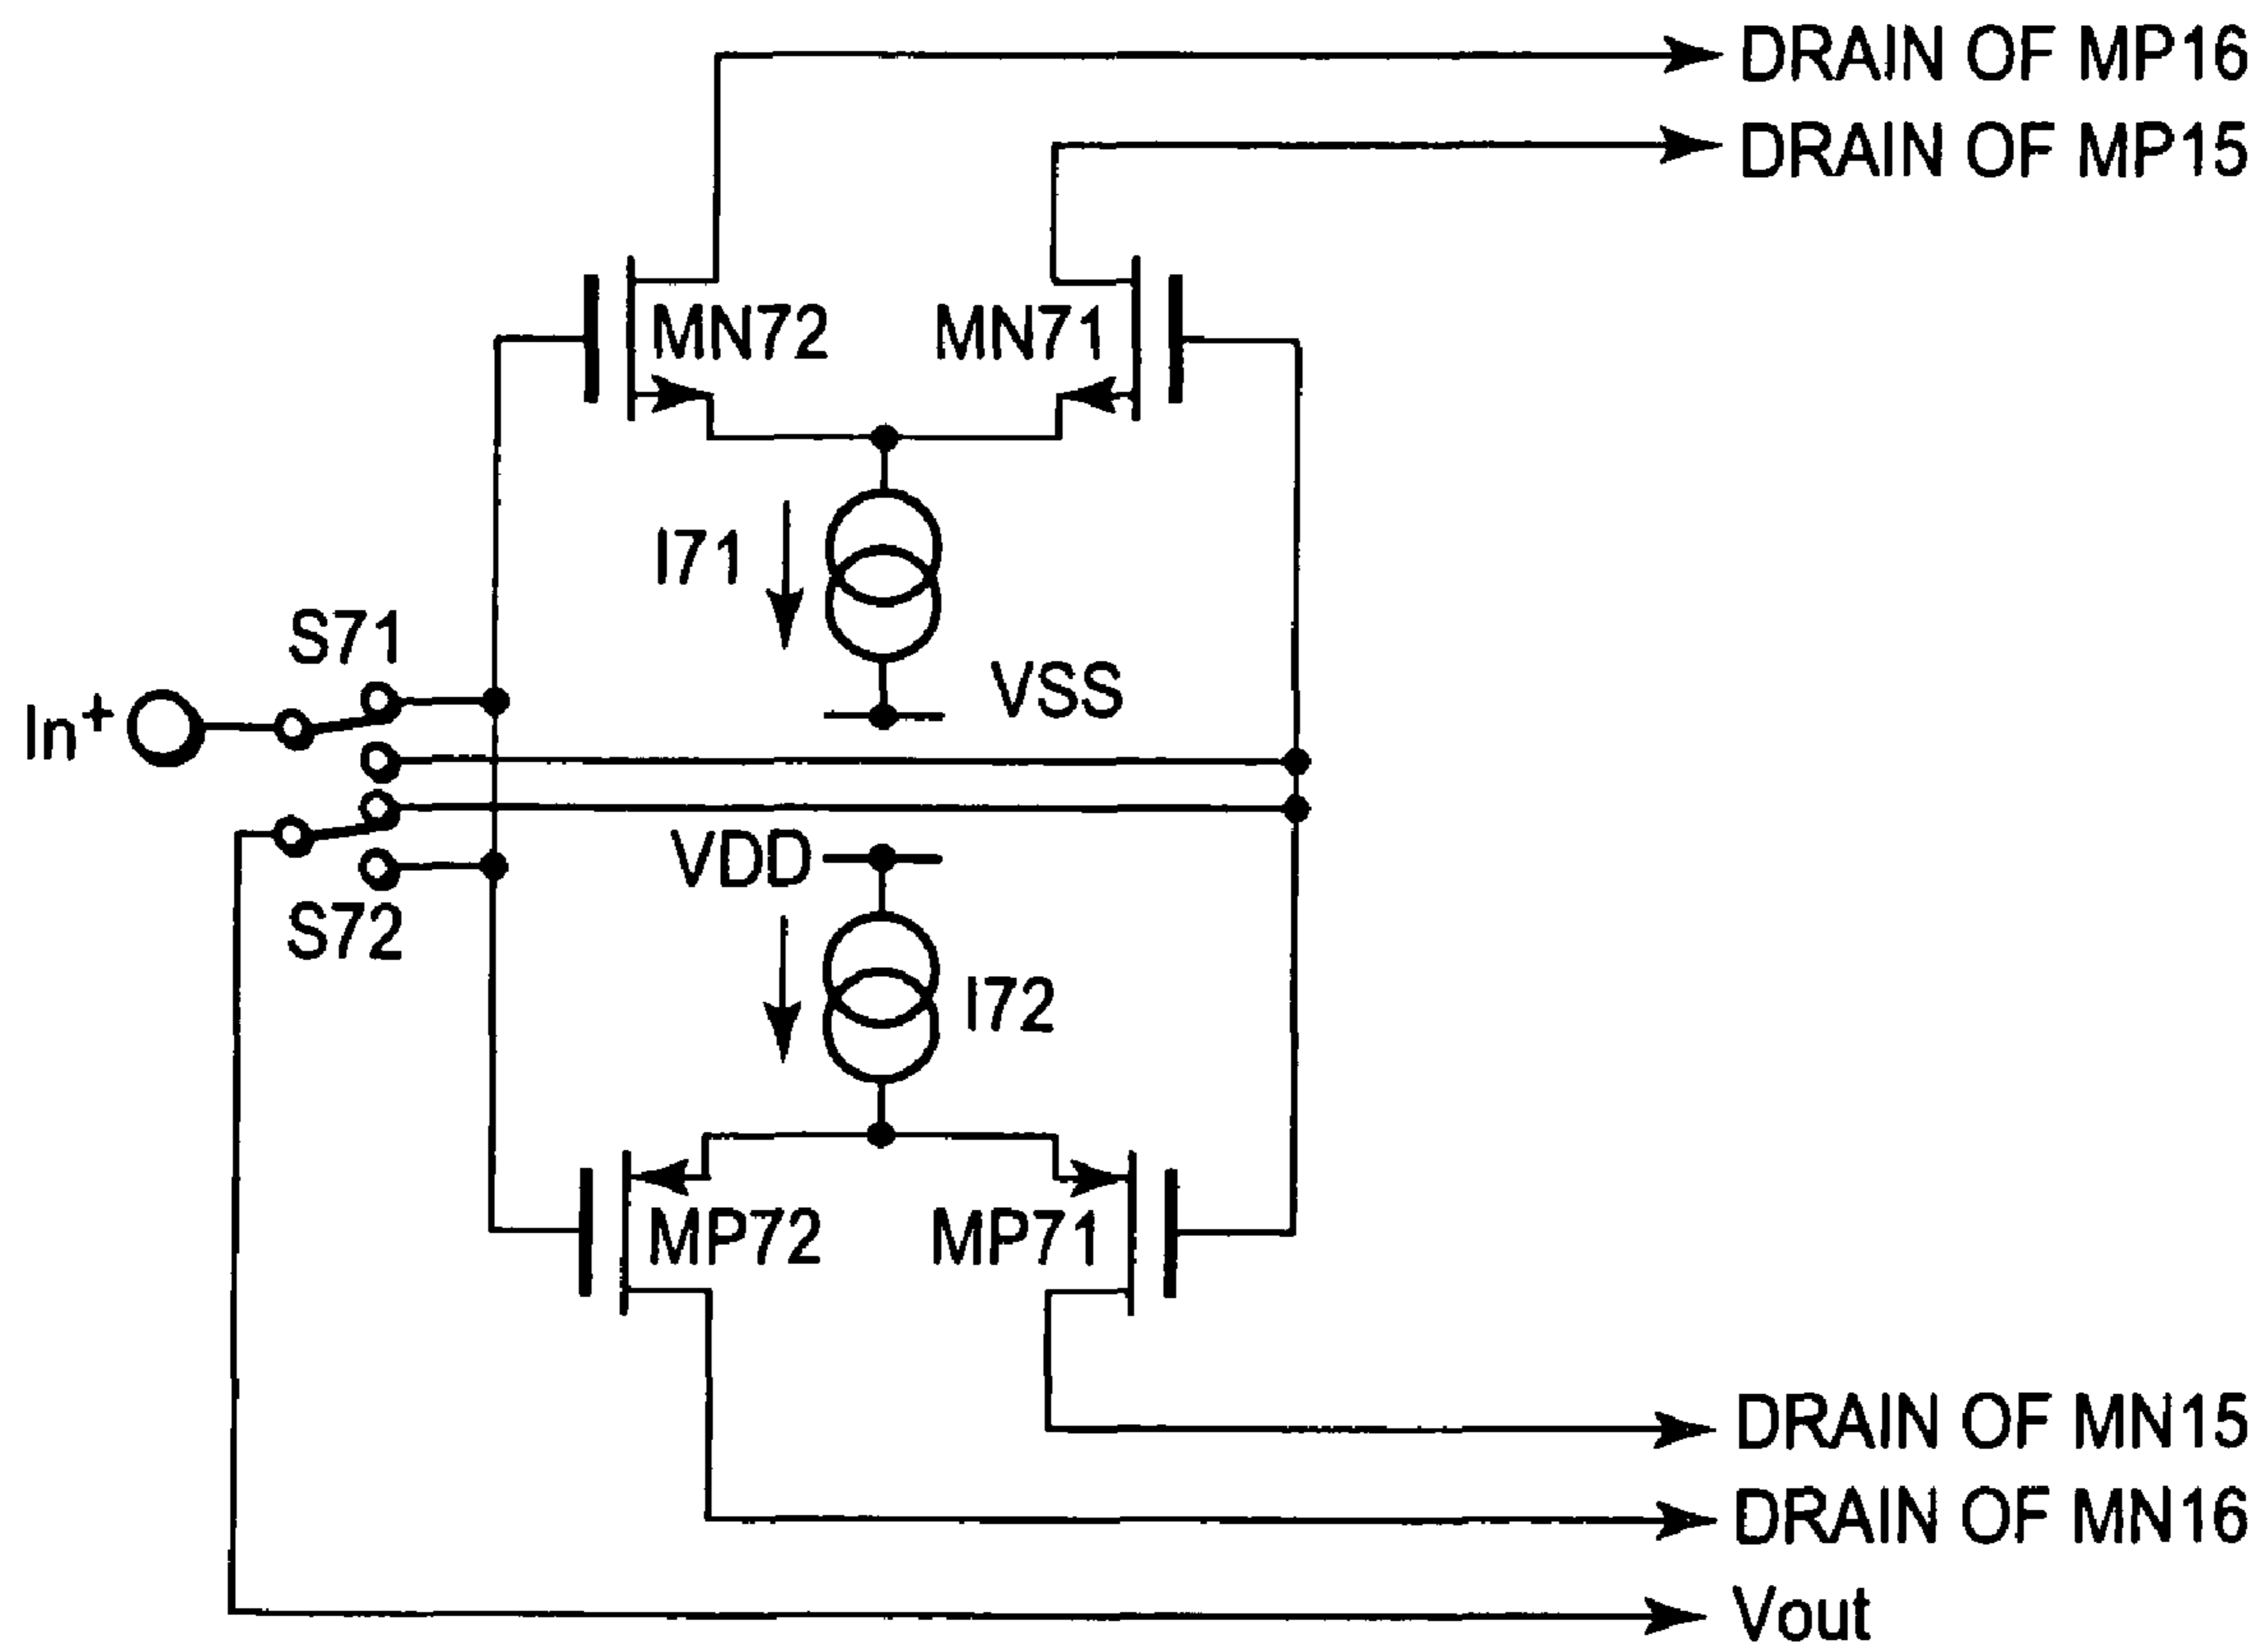 DRAIN OF MP16
DRAIN OF MP15
MN72
MN71
I71
S71
VSS
In+
VDD
S72
I72
MP72
MP71
DRAIN OF MN15
DRAIN OF MN16
Vout